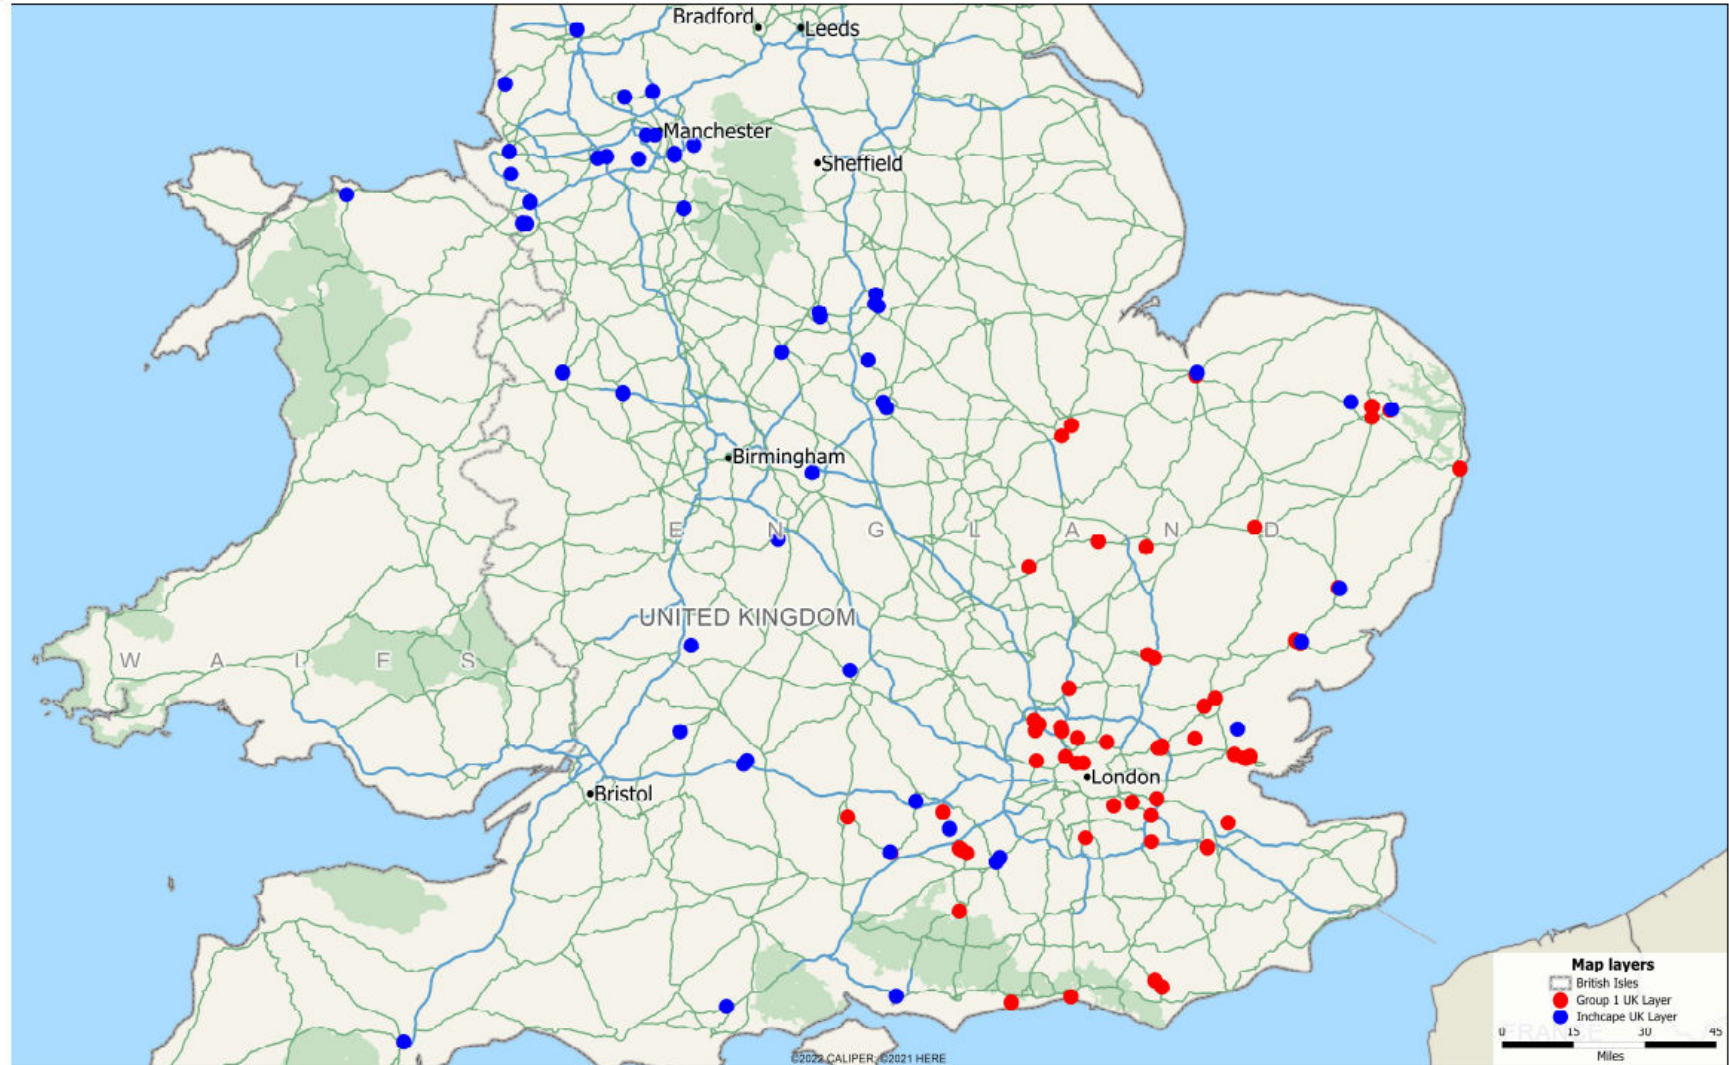 Bradford
Leeds
Manchester
Sheffield
Birmingham
E N G L A N D
UNITED KINGDOM
W A L E S
London
Bristol
Map layers
British Isles
Group 1 UK Layer
Inchcape UK Layer
FRANCE
0 15 30 45
Miles
©2022 CALIPER; ©2021 HERE